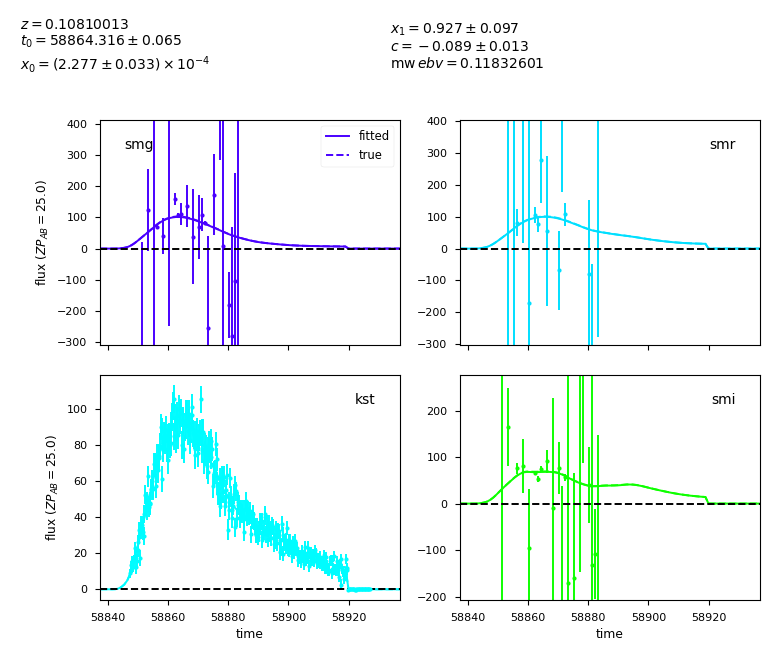 z = 0.10810013
t₀ = 58864.316 ± 0.065
x₀ = (2.277 ± 0.033) × 10⁻⁴
x₁ = 0.927 ± 0.097
c = −0.089 ± 0.013
mw ebv = 0.11832601
smg
fitted
true
400
300
200
100
0
−100
−200
−300
flux (ZP_AB = 25.0)
smr
400
300
200
100
0
−100
−200
−300
kst
100
80
60
40
20
0
flux (ZP_AB = 25.0)
58840 58860 58880 58900 58920
time
smi
200
100
0
−100
−200
58840 58860 58880 58900 58920
time